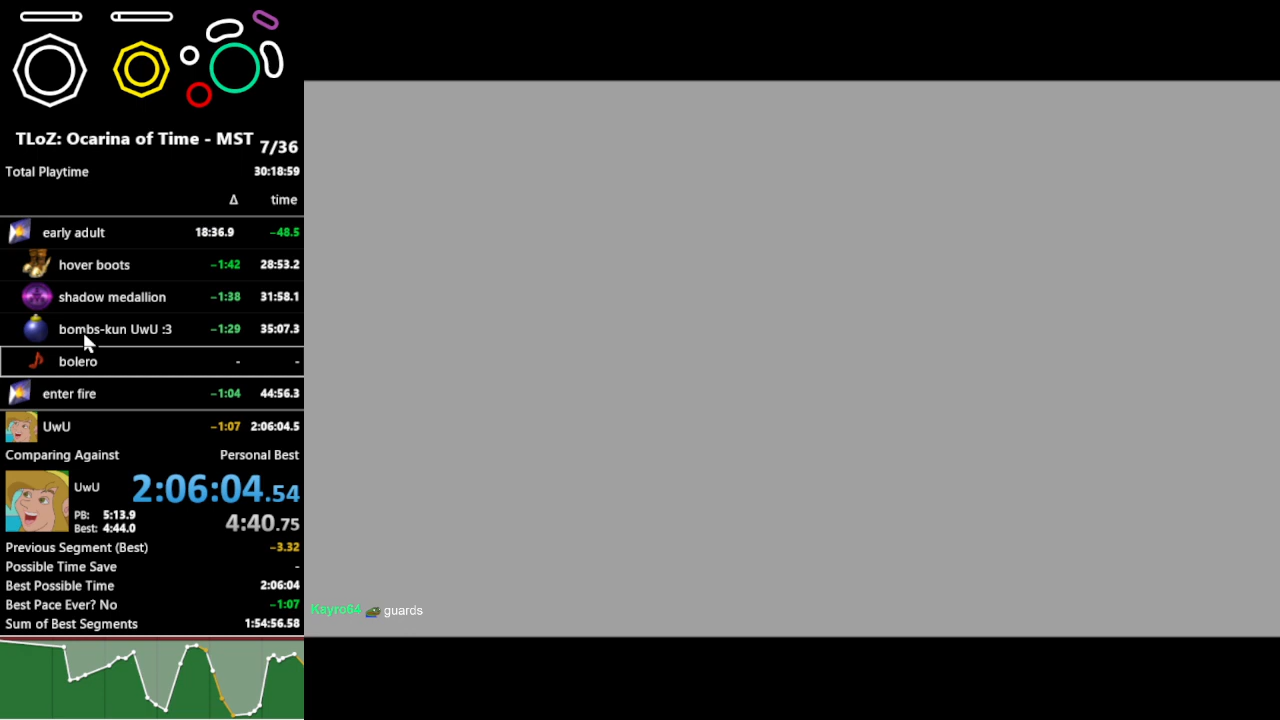 TLoZ: Ocarina of Time - MST 7/36
Total Playtime 30:18:59
Δ time
early adult 18:36.9 −48.5
hover boots −1:42 28:53.2
shadow medallion −1:38 31:58.1
bombs-kun UwU :3 −1:29 35:07.3
bolero - -
enter fire −1:04 44:56.3
UwU −1:07 2:06:04.5
Comparing Against Personal Best
UwU 2:06:04.54
PB: 5:13.9
Best: 4:44.0 4:40.75
Previous Segment (Best) −3.32
Possible Time Save -
Best Possible Time 2:06:04
Best Pace Ever? No −1:07
Sum of Best Segments 1:54:56.58
Ksyro64 guards